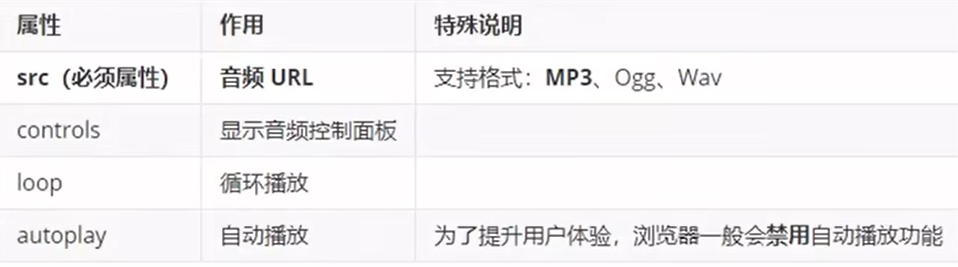 属性 作用 特殊说明
src（必须属性） 音频 URL 支持格式：MP3、Ogg、Wav
controls 显示音频控制面板
loop 循环播放
autoplay 自动播放 为了提升用户体验，浏览器一般会禁用自动播放功能